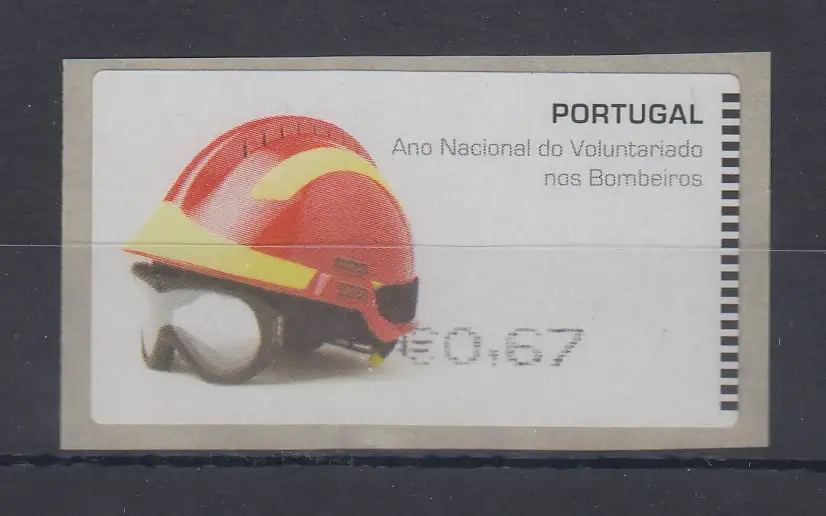 PORTUGAL
Ano Nacional do Voluntariado
nos Bombeiros
€0,67